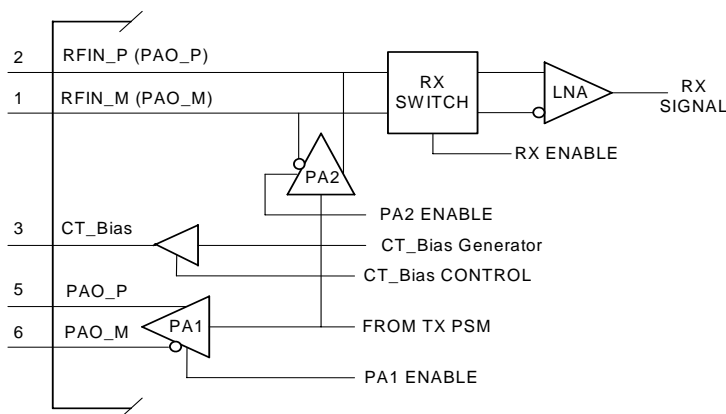 2 RFIN_P (PAO_P)
1 RFIN_M (PAO_M)
RX
SWITCH
LNA
RX
SIGNAL
RX ENABLE
PA2
PA2 ENABLE
3 CT_Bias
CT_Bias Generator
CT_Bias CONTROL
5 PAO_P
6 PAO_M
PA1
FROM TX PSM
PA1 ENABLE